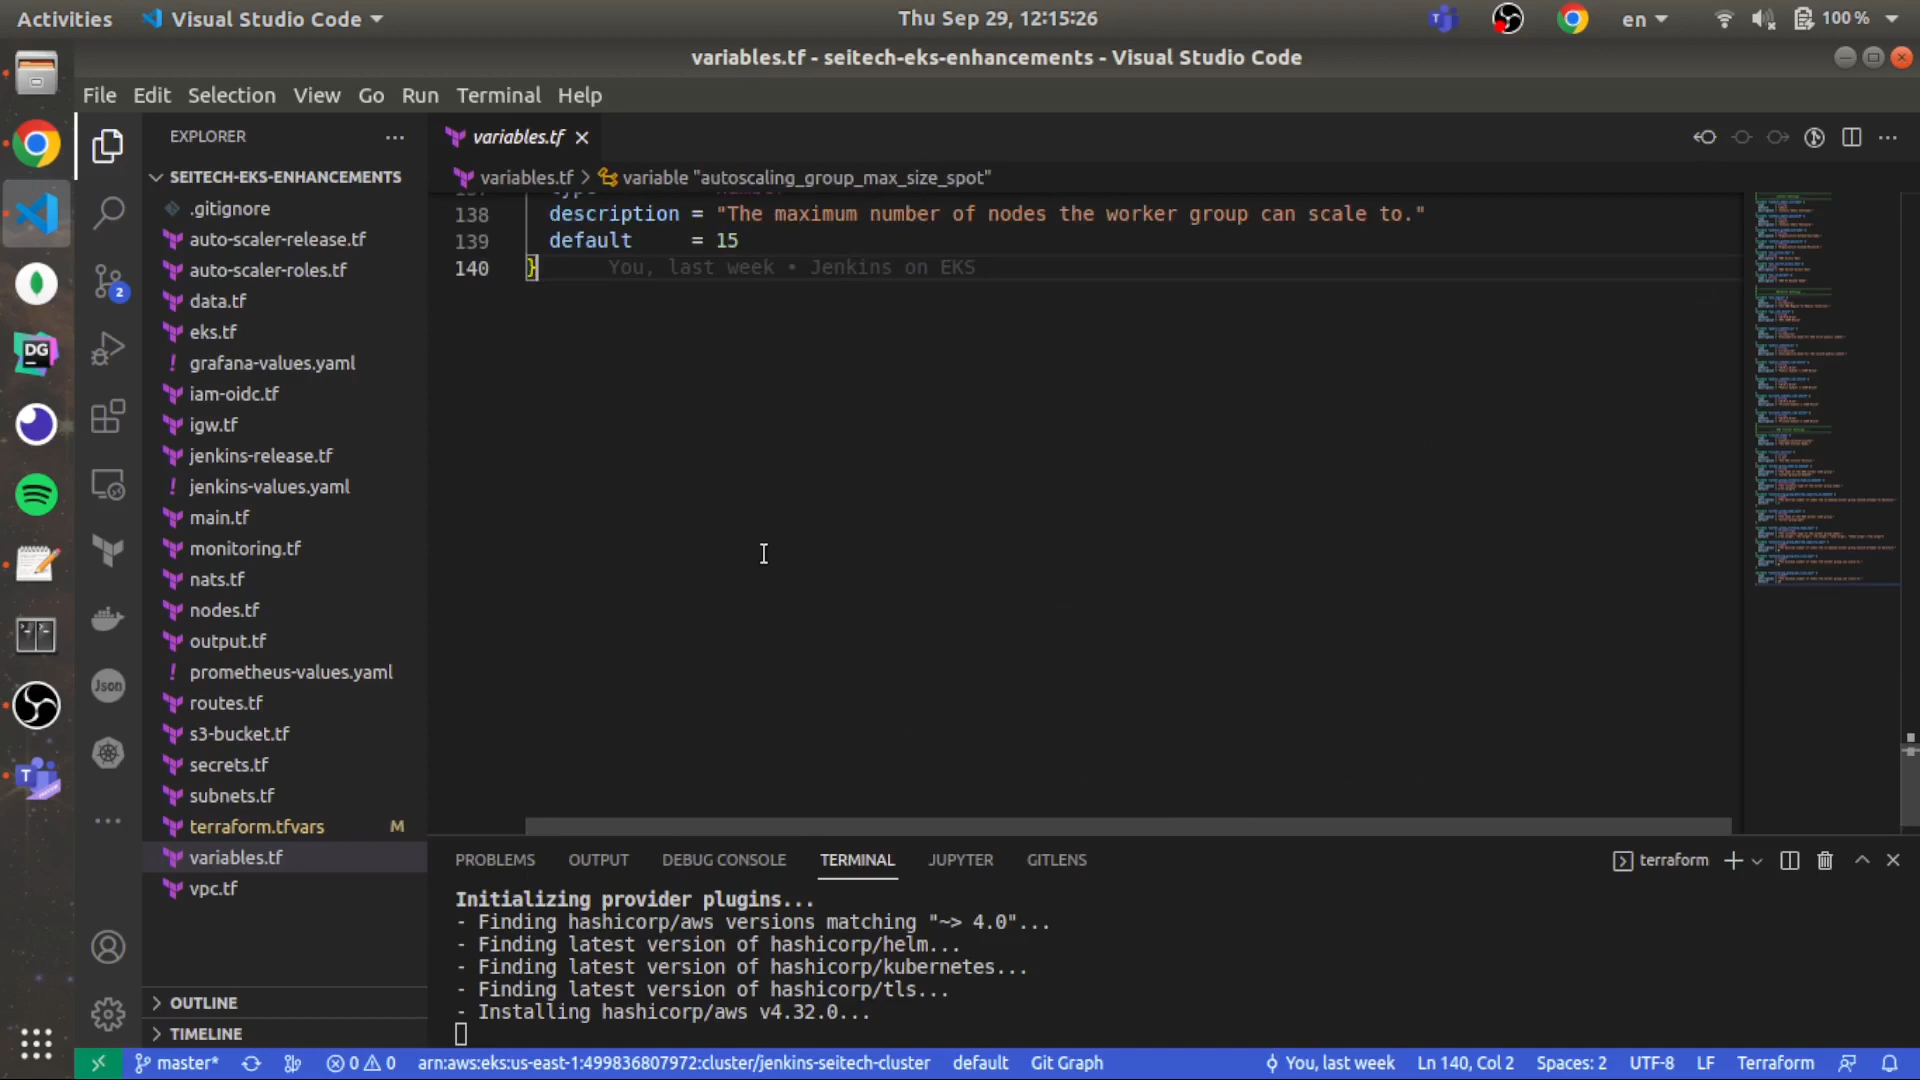 Activities Visual Studio Code Thu Sep 29, 12:15:26 en 100 %
variables.tf - seitech-eks-enhancements - Visual Studio Code
File Edit Selection View Go Run Terminal Help
EXPLORER
variables.tf
variables.tf > variable "autoscaling_group_max_size_spot"
SEITECH-EKS-ENHANCEMENTS
.gitignore
auto-scaler-release.tf
auto-scaler-roles.tf
data.tf
eks.tf
grafana-values.yaml
iam-oidc.tf
igw.tf
jenkins-release.tf
jenkins-values.yaml
main.tf
monitoring.tf
nats.tf
nodes.tf
output.tf
prometheus-values.yaml
routes.tf
s3-bucket.tf
secrets.tf
subnets.tf
terraform.tfvars M
variables.tf
vpc.tf
OUTLINE
TIMELINE
2
DG
Json
T
138 description = "The maximum number of nodes the worker group can scale to."
139 default = 15
140 } You, last week • Jenkins on EKS
PROBLEMS OUTPUT DEBUG CONSOLE TERMINAL JUPYTER GITLENS terraform
Initializing provider plugins...
- Finding hashicorp/aws versions matching "~> 4.0"...
- Finding latest version of hashicorp/helm...
- Finding latest version of hashicorp/kubernetes...
- Finding latest version of hashicorp/tls...
- Installing hashicorp/aws v4.32.0...
master* 0 0 arn:aws:eks:us-east-1:499836807972:cluster/jenkins-seitech-cluster default Git Graph You, last week Ln 140, Col 2 Spaces: 2 UTF-8 LF Terraform